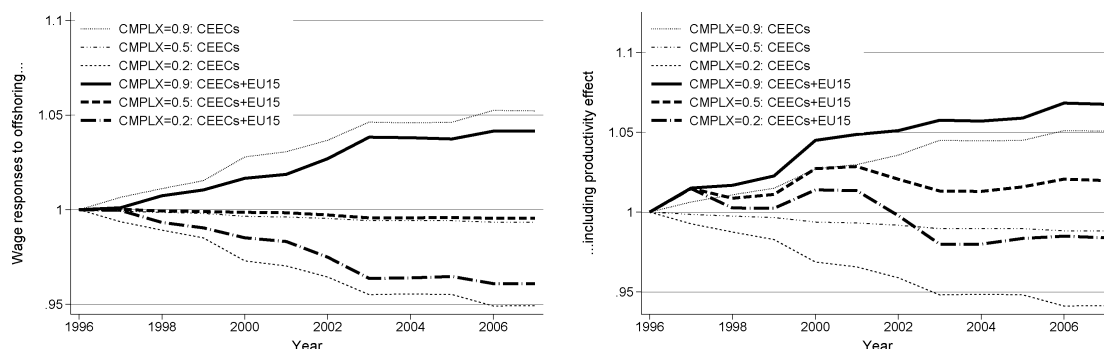 Wage responses to offshoring...
1.1
1.05
1
.95
CMPLX=0.9: CEECs
CMPLX=0.5: CEECs
CMPLX=0.2: CEECs
CMPLX=0.9: CEECs+EU15
CMPLX=0.5: CEECs+EU15
CMPLX=0.2: CEECs+EU15
1996 1998 2000 2002 2004 2006
Year
...including productivity effect
1.1
1.05
1
.95
CMPLX=0.9: CEECs
CMPLX=0.5: CEECs
CMPLX=0.2: CEECs
CMPLX=0.9: CEECs+EU15
CMPLX=0.5: CEECs+EU15
CMPLX=0.2: CEECs+EU15
1996 1998 2000 2002 2004 2006
Year